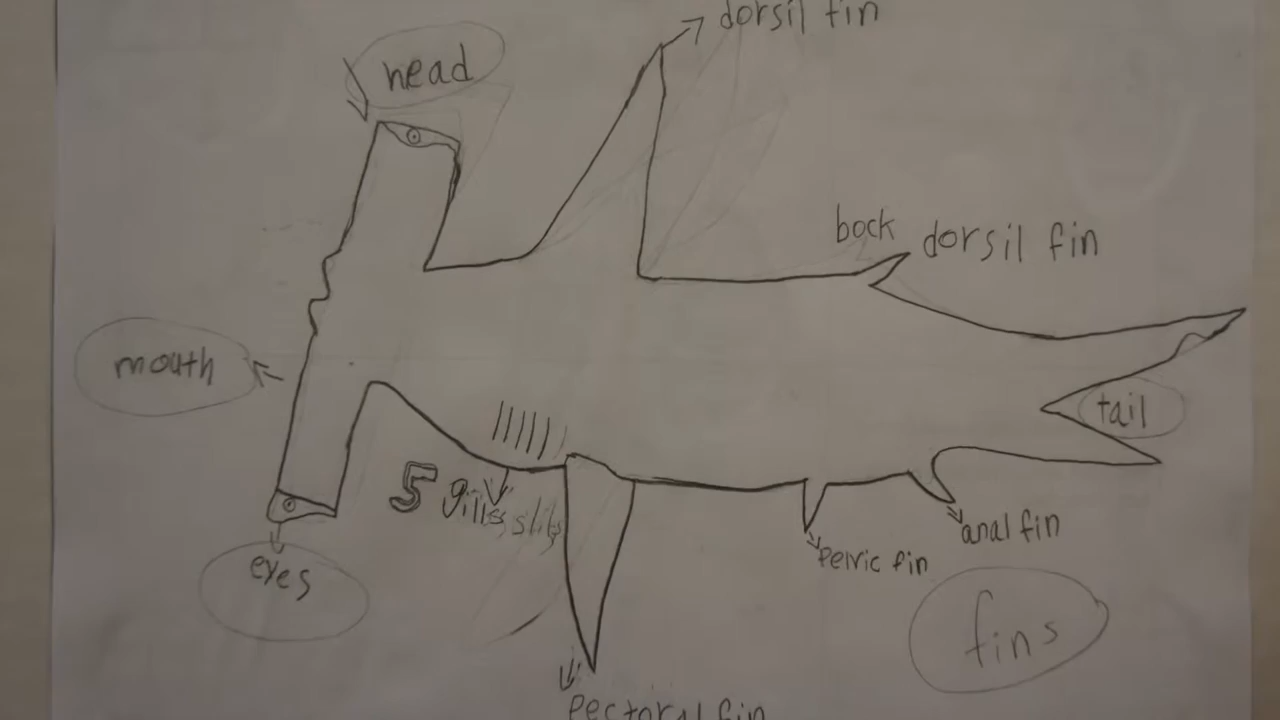 dorsil fin
head
bock dorsil fin
mouth
tail
5 gills slits
anal fin
Pelvic fin
eyes
fins
Pectoral fin